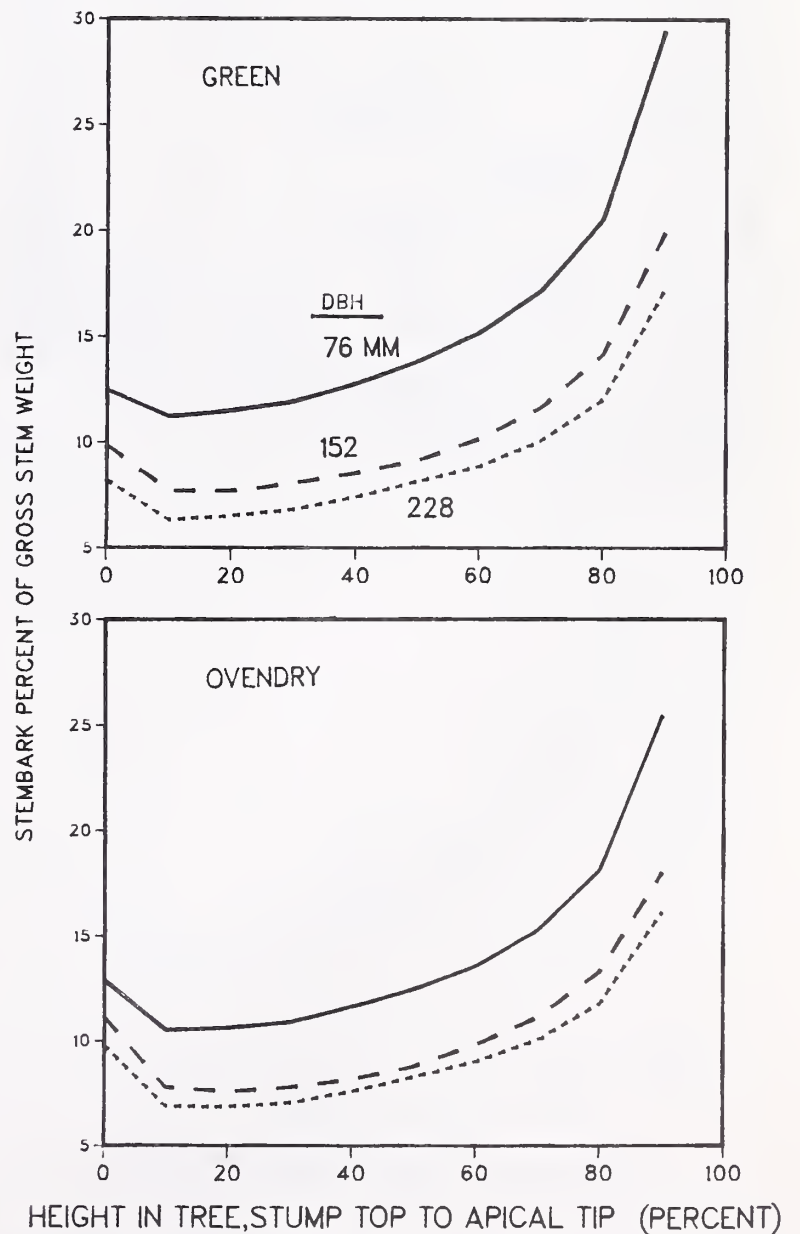 STEMBARK PERCENT OF GROSS STEM WEIGHT
30
25
20
15
10
5
GREEN
DBH
76 MM
152
228
0 20 40 60 80 100
30
25
20
15
10
5
OVENDRY
0 20 40 60 80 100
HEIGHT IN TREE,STUMP TOP TO APICAL TIP (PERCENT)